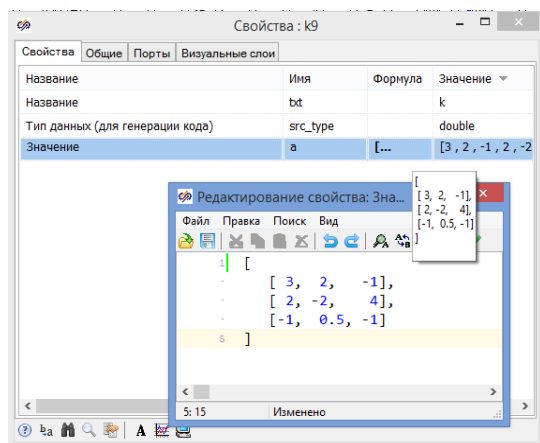 Свойства : k9
Свойства Общие Порты Визуальные слои
Название Имя Формула Значение
Название txt k
Тип данных (для генерации кода) src_type double
Значение a [... [3 , 2 , -1 , 2 , -2
[
[ 3, 2, -1],
[ 2, -2, 4],
[-1, 0.5, -1]
]
Редактирование свойства: Зна...
Файл Правка Поиск Вид
1 [
[ 3, 2, -1],
[ 2, -2, 4],
[-1, 0.5, -1]
5 ]
5: 15 Изменено